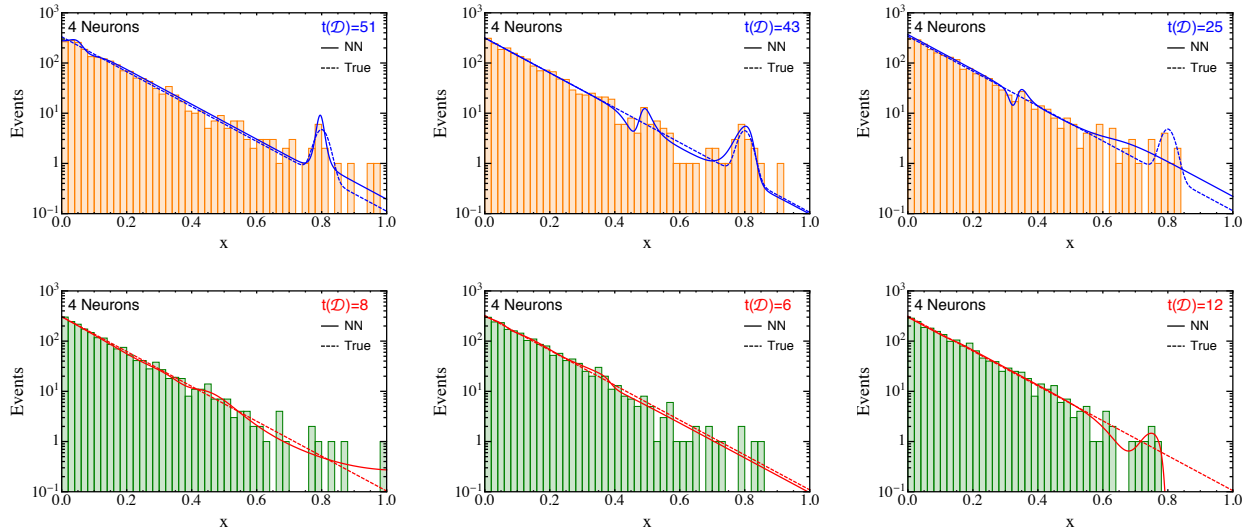 4 Neurons t(𝒟)=51
NN
True
10³
10²
10
1
10⁻¹
Events
0.0 0.2 0.4 0.6 0.8 1.0
x
4 Neurons t(𝒟)=43
NN
True
10³
10²
10
1
10⁻¹
Events
0.0 0.2 0.4 0.6 0.8 1.0
x
4 Neurons t(𝒟)=25
NN
True
10³
10²
10
1
10⁻¹
Events
0.0 0.2 0.4 0.6 0.8 1.0
x
4 Neurons t(𝒟)=8
NN
True
10³
10²
10
1
10⁻¹
Events
0.0 0.2 0.4 0.6 0.8 1.0
x
4 Neurons t(𝒟)=6
NN
True
10³
10²
10
1
10⁻¹
Events
0.0 0.2 0.4 0.6 0.8 1.0
x
4 Neurons t(𝒟)=12
NN
True
10³
10²
10
1
10⁻¹
Events
0.0 0.2 0.4 0.6 0.8 1.0
x